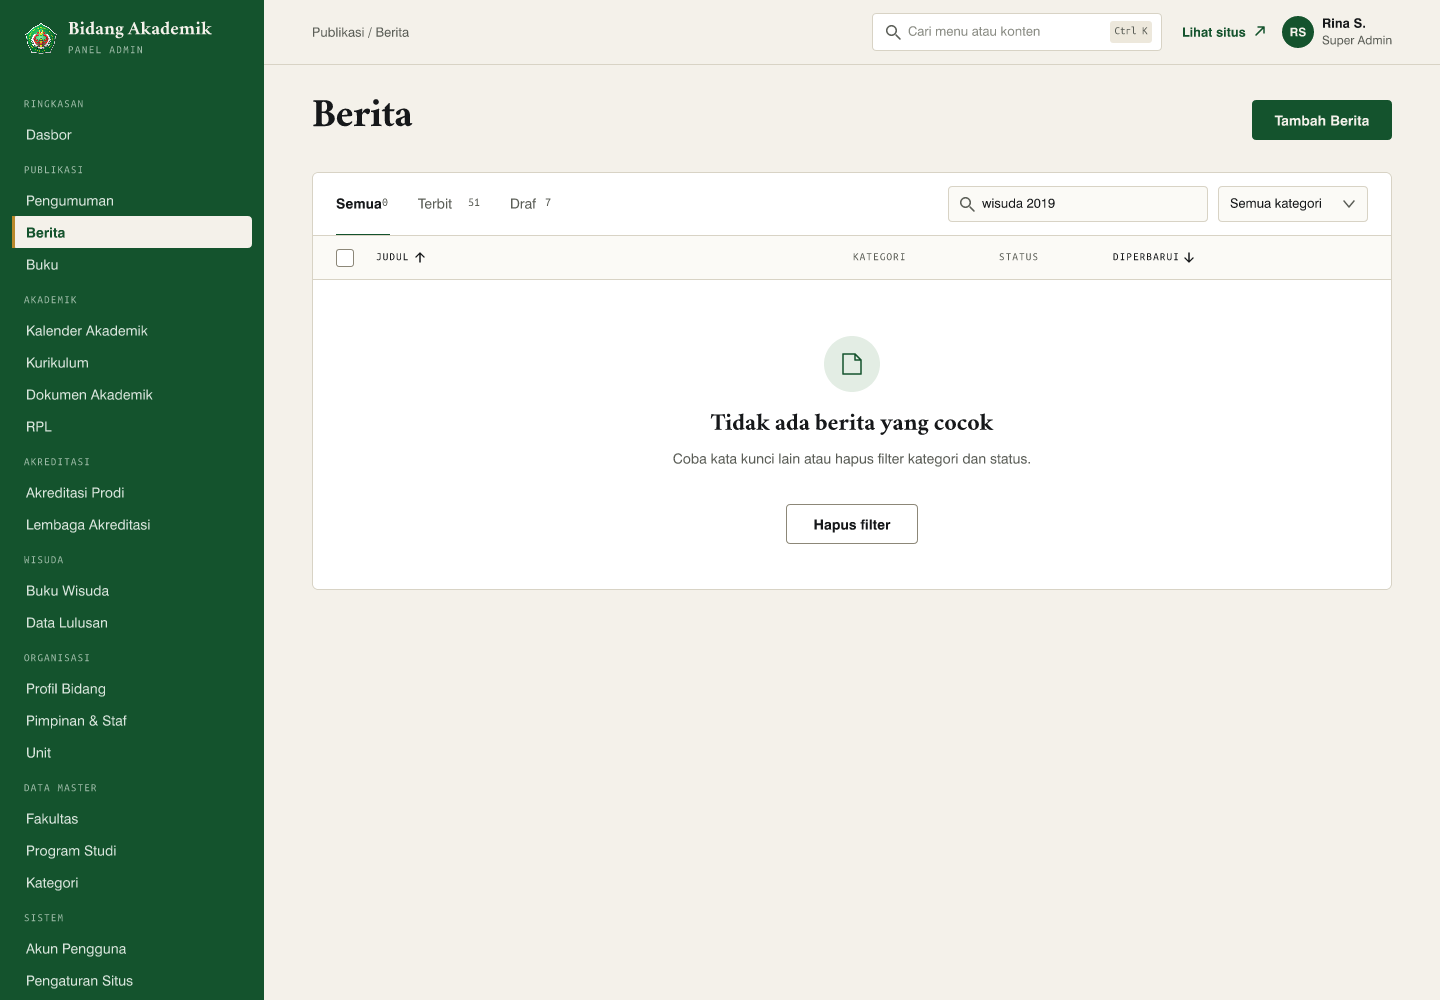 Bidang Akademik
PANEL ADMIN
RINGKASAN
Dasbor
PUBLIKASI
Pengumuman
Berita
Buku
AKADEMIK
Kalender Akademik
Kurikulum
Dokumen Akademik
RPL
AKREDITASI
Akreditasi Prodi
Lembaga Akreditasi
WISUDA
Buku Wisuda
Data Lulusan
ORGANISASI
Profil Bidang
Pimpinan & Staf
Unit
DATA MASTER
Fakultas
Program Studi
Kategori
SISTEM
Akun Pengguna
Pengaturan Situs
Publikasi / Berita
Cari menu atau konten Ctrl K
Lihat situs
RS
Rina S.
Super Admin
Berita
Tambah Berita
Semua 0 Terbit 51 Draf 7
wisuda 2019
Semua kategori
JUDUL KATEGORI STATUS DIPERBARUI
Tidak ada berita yang cocok
Coba kata kunci lain atau hapus filter kategori dan status.
Hapus filter